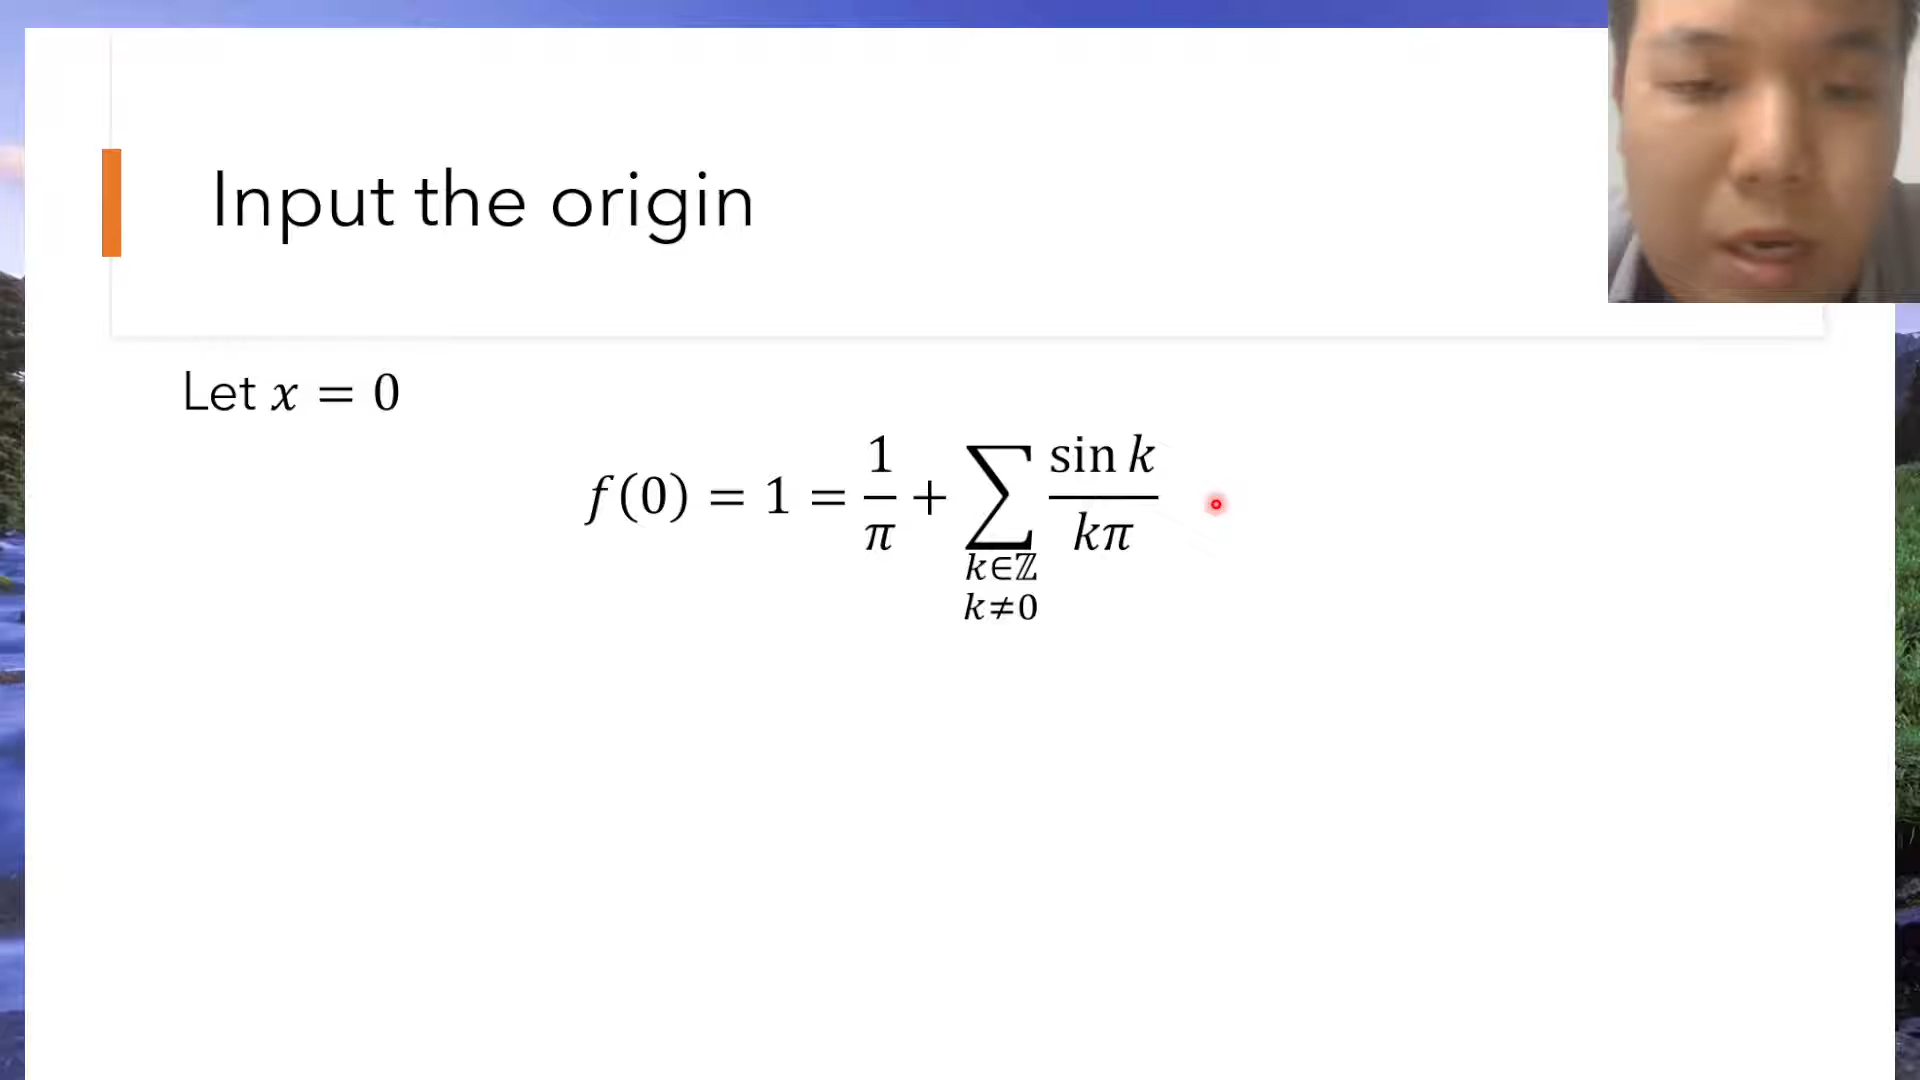 Input the origin
Let x = 0
f(0) = 1 = 1/π + ∑ sin k / kπ
k∈ℤ
k≠0